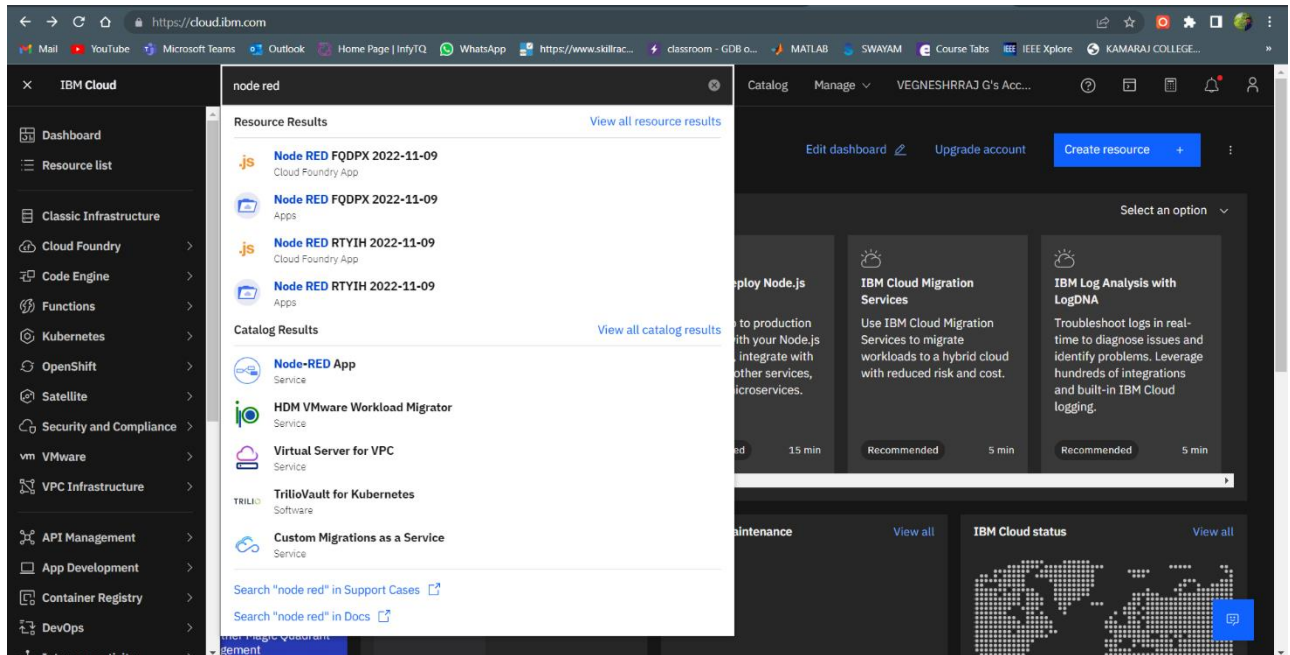 https://cloud.ibm.com
Mail
YouTube
Microsoft Teams
Outlook
Home Page | InfyTQ
WhatsApp
https://www.skillrac...
classroom - GDB o...
MATLAB
SWAYAM
Course Tabs
IEEE Xplore
KAMARAJ COLLEGE...
»
IBM Cloud
node red
Catalog
Manage
VEGNESHRRAJ G's Acc...
Dashboard
Resource list
Classic Infrastructure
Cloud Foundry
Code Engine
Functions
Kubernetes
OpenShift
Satellite
Security and Compliance
vm VMware
VPC Infrastructure
API Management
App Development
Container Registry
DevOps
Resource Results
View all resource results
.js
Node RED FQDPX 2022-11-09
Cloud Foundry App
Node RED FQDPX 2022-11-09
Apps
.js
Node RED RTYIH 2022-11-09
Cloud Foundry App
Node RED RTYIH 2022-11-09
Apps
Catalog Results
View all catalog results
Node-RED App
Service
HDM VMware Workload Migrator
Service
Virtual Server for VPC
Service
TRILIO
TrilioVault for Kubernetes
Software
Custom Migrations as a Service
Service
Search "node red" in Support Cases
Search "node red" in Docs
Edit dashboard
Upgrade account
Create resource +
Select an option
eploy Node.js
to production
ith your Node.js
, integrate with
other services,
icroservices.
ed
15 min
IBM Cloud Migration
Services
Use IBM Cloud Migration
Services to migrate
workloads to a hybrid cloud
with reduced risk and cost.
Recommended
5 min
IBM Log Analysis with
LogDNA
Troubleshoot logs in real-
time to diagnose issues and
identify problems. Leverage
hundreds of integrations
and built-in IBM Cloud
logging.
Recommended
5 min
aintenance
View all
IBM Cloud status
View all
gement